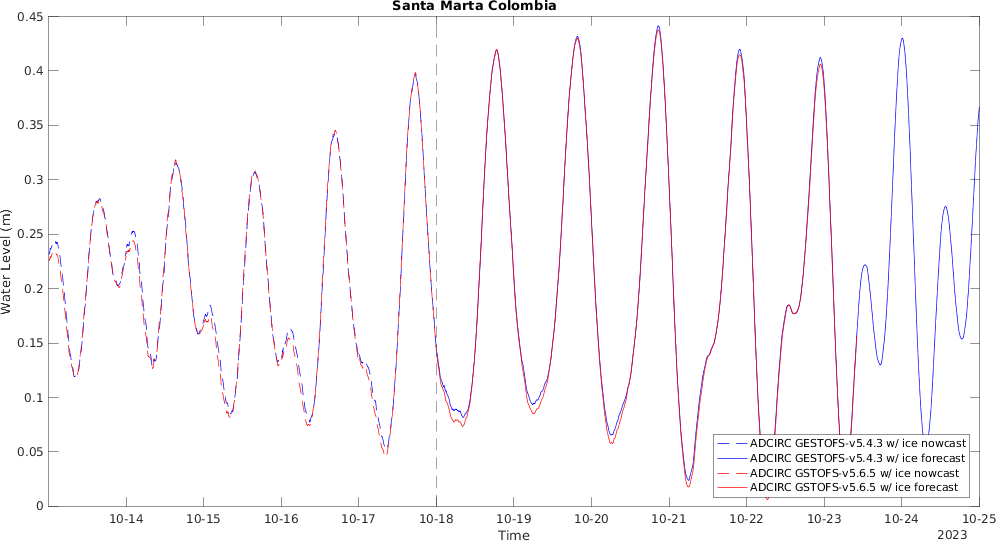 Santa Marta Colombia
0.45
0.4
0.35
0.3
0.25
0.2
0.15
0.1
0.05
0
Water Level (m)
ADCIRC GESTOFS-v5.4.3 w/ ice nowcast
ADCIRC GESTOFS-v5.4.3 w/ ice forecast
ADCIRC GSTOFS-v5.6.5 w/ ice nowcast
ADCIRC GSTOFS-v5.6.5 w/ ice forecast
10-14 10-15 10-16 10-17 10-18 10-19 10-20 10-21 10-22 10-23 10-24 10-25
Time
2023